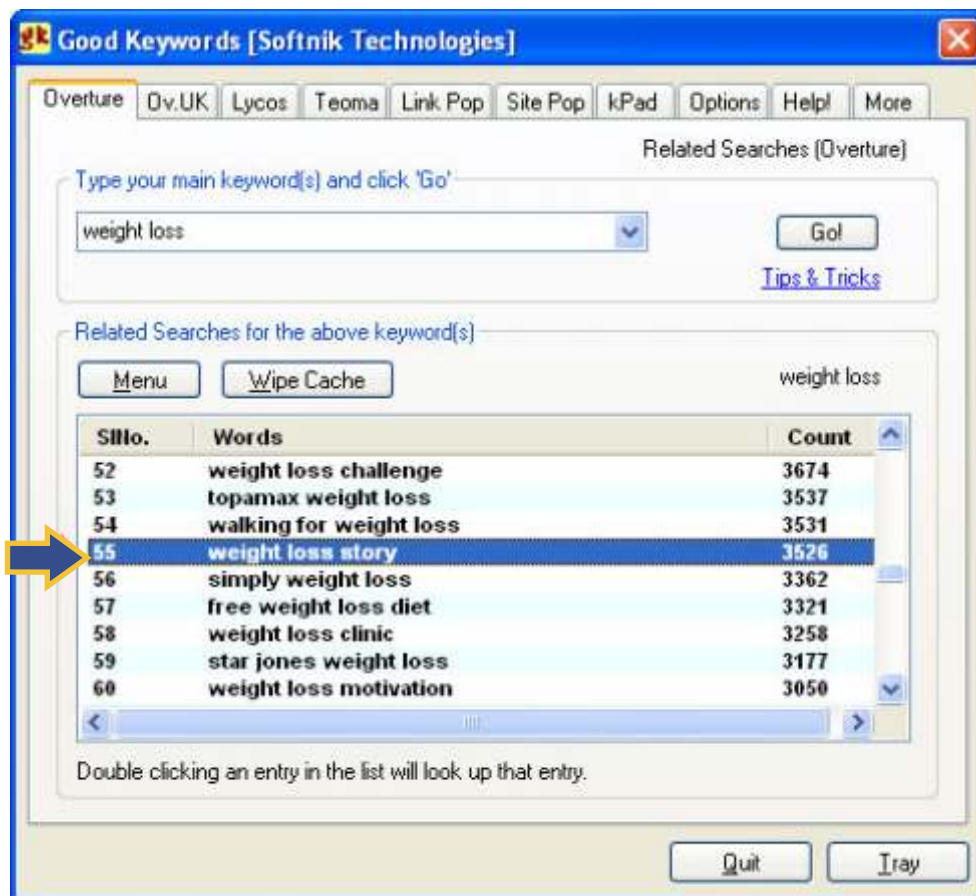 gk Good Keywords [Softnik Technologies]
Overture Ov.UK Lycos Teoma Link Pop Site Pop kPad Options Help! More
Related Searches (Overture)
Type your main keyword(s) and click 'Go'
weight loss Go!
Tips & Tricks
Related Searches for the above keyword(s)
Menu Wipe Cache weight loss
SlNo. Words Count
52 weight loss challenge 3674
53 topamax weight loss 3537
54 walking for weight loss 3531
55 weight loss story 3526
56 simply weight loss 3362
57 free weight loss diet 3321
58 weight loss clinic 3258
59 star jones weight loss 3177
60 weight loss motivation 3050
Double clicking an entry in the list will look up that entry.
Quit Tray